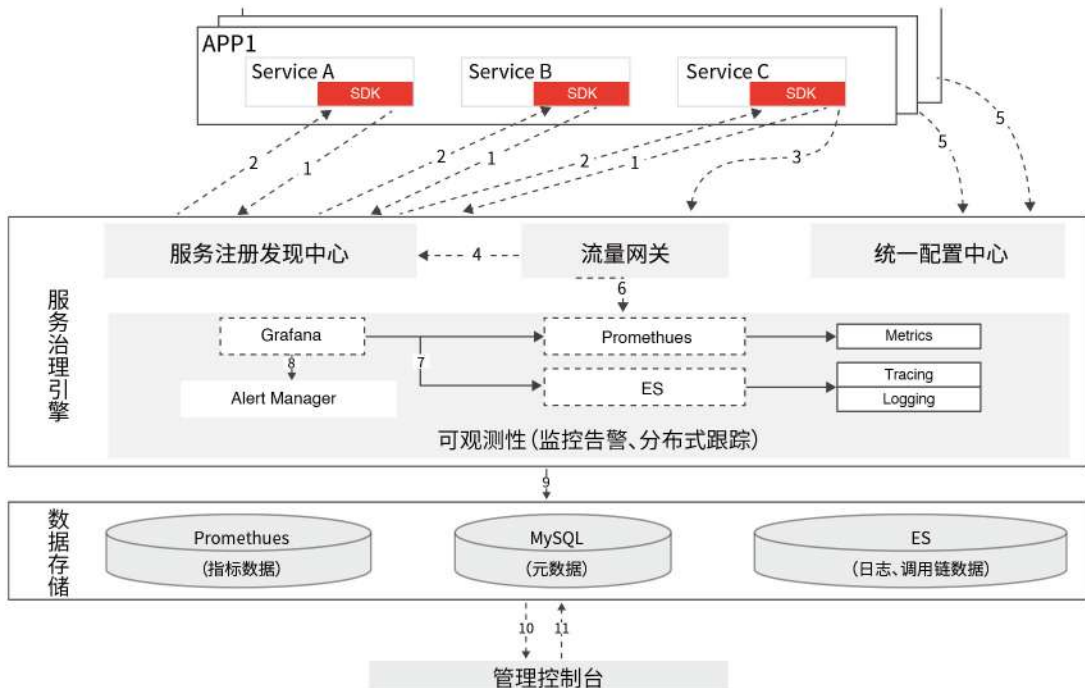 APP1
Service A
SDK
Service B
SDK
Service C
SDK
2
1
2
1
2
1
3
5
5
服务治理引擎
服务注册发现中心
4
流量网关
统一配置中心
6
Grafana
7
Promethues
Metrics
8
Alert Manager
ES
Tracing
Logging
可观测性(监控告警、分布式跟踪)
9
数据存储
Promethues
(指标数据)
MySQL
(元数据)
ES
(日志、调用链数据)
10
11
管理控制台